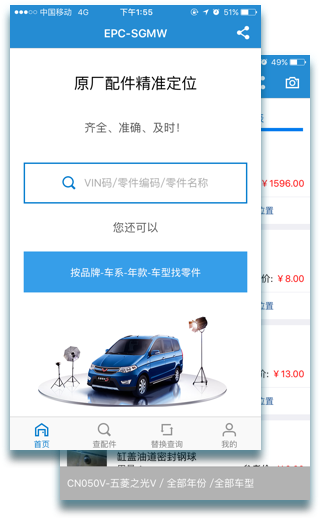 中国移动 4G 下午1:55 51%
EPC-SGMW
原厂配件精准定位
齐全、准确、及时！
VIN码/零件编码/零件名称
您还可以
按品牌-车系-年款-车型找零件
首页 查配件 替换查询 我的
49%
￥1596.00
位置
价: ￥8.00
位置
价: ￥13.00
位置
缸盖油道密封钢球
CN050V-五菱之光V / 全部年份 /全部车型